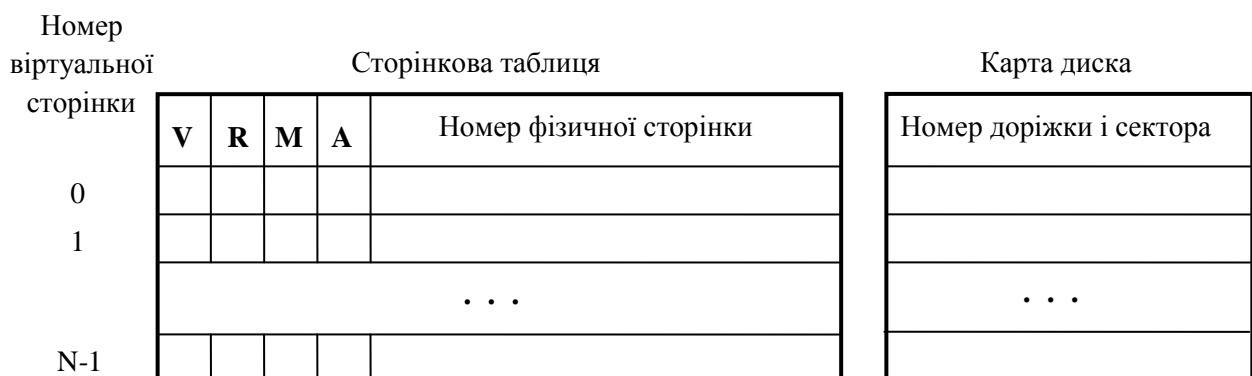 Номер
віртуальної
сторінки
Сторінкова таблиця
Карта диска
V R M A Номер фізичної сторінки
Номер доріжки і сектора
0
1
. . .
. . .
N-1